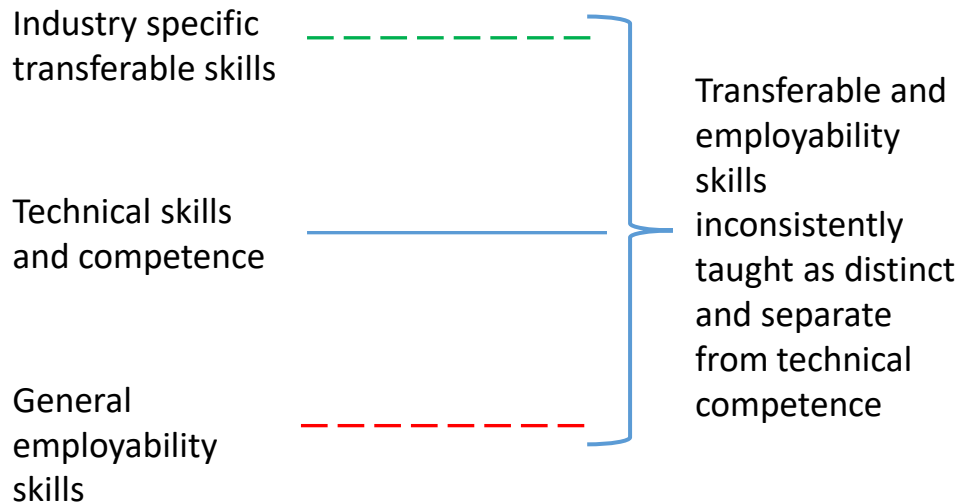 Industry specific
transferable skills
Technical skills
and competence
General
employability
skills
Transferable and
employability
skills
inconsistently
taught as distinct
and separate
from technical
competence